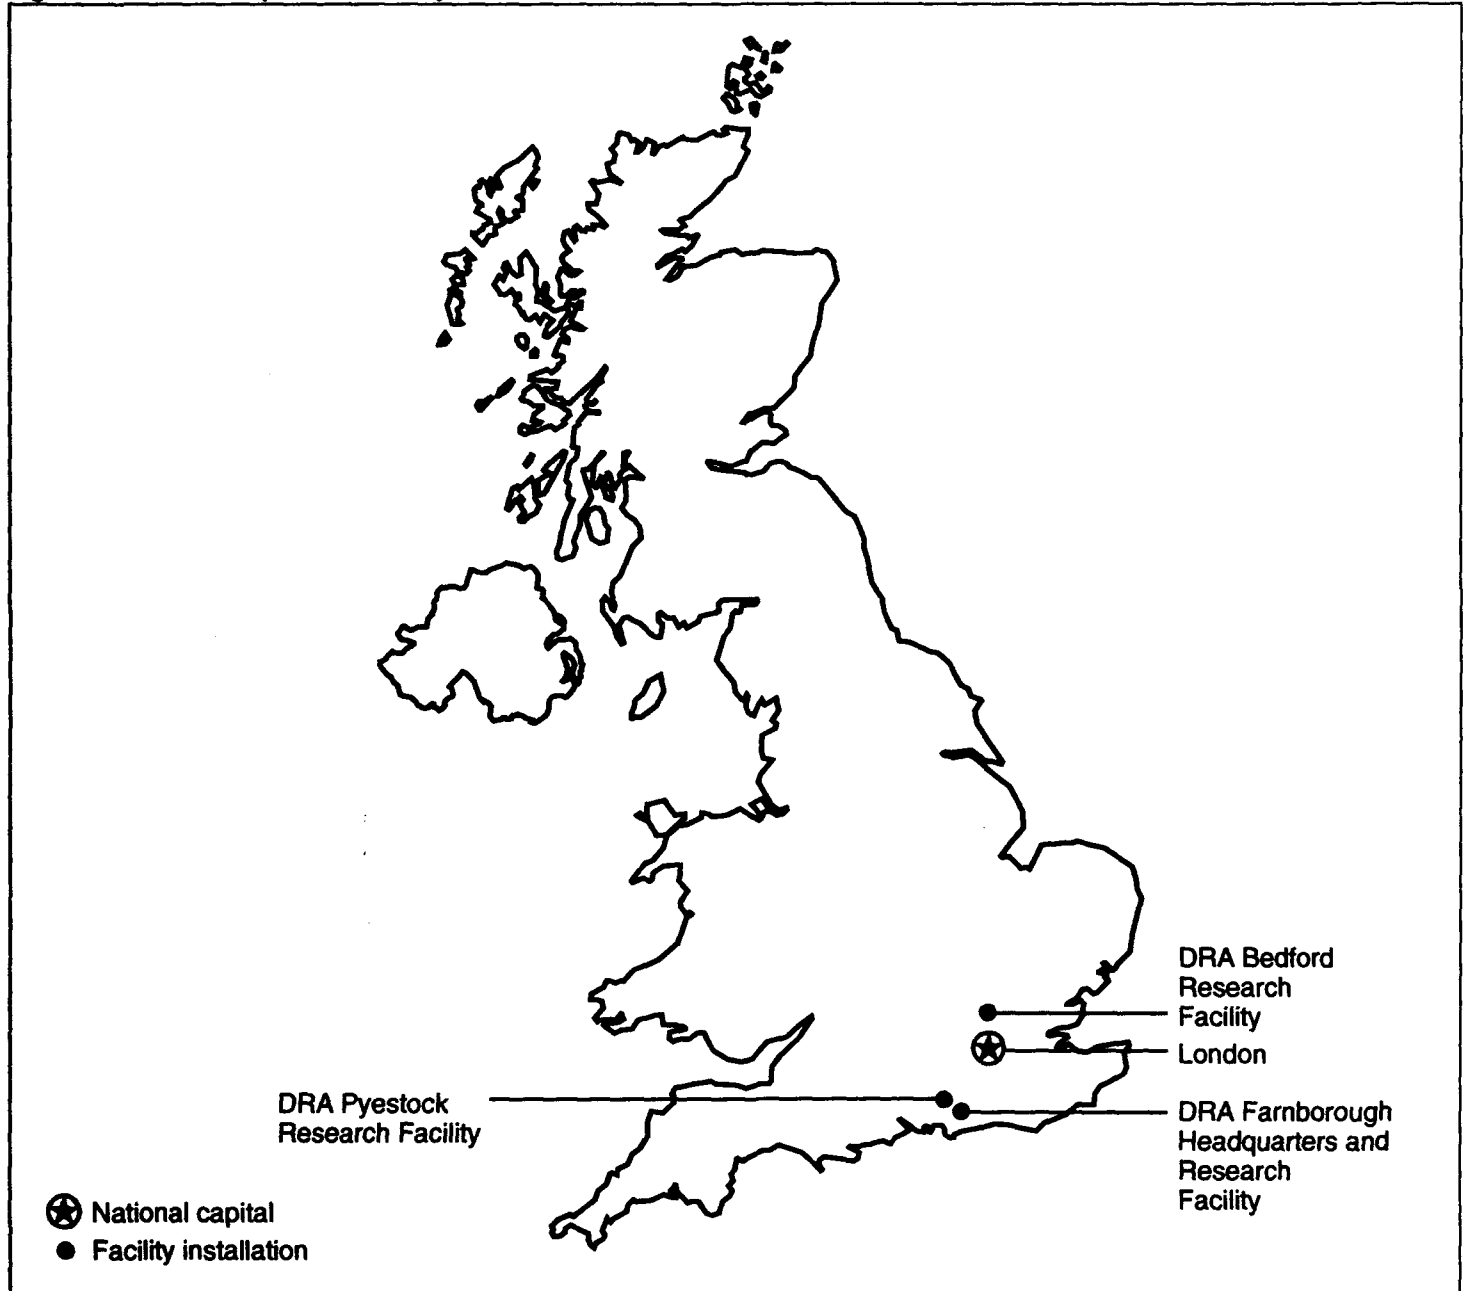 DRA Bedford
Research
Facility
London
DRA Pyestock
Research Facility
DRA Farnborough
Headquarters and
Research
Facility
National capital
Facility installation